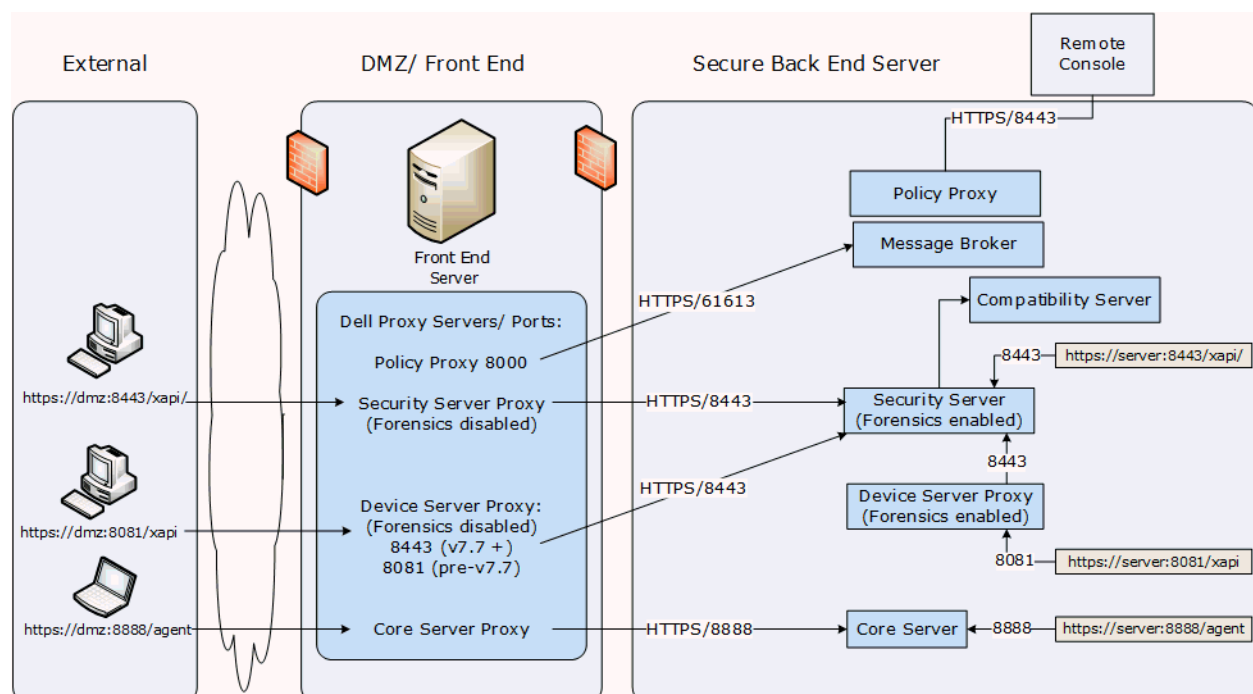 External
DMZ/ Front End
Secure Back End Server
Remote
Console
HTTPS/8443
Policy Proxy
Message Broker
Front End
Server
HTTPS/61613
Compatibility Server
Dell Proxy Servers/ Ports:
Policy Proxy 8000
8443
https://server:8443/xapi/
https://dmz:8443/xapi/
Security Server Proxy
(Forensics disabled)
HTTPS/8443
Security Server
(Forensics enabled)
8443
HTTPS/8443
Device Server Proxy:
(Forensics disabled)
8443 (v7.7 +)
8081 (pre-v7.7)
Device Server Proxy
(Forensics enabled)
https://dmz:8081/xapi
8081
https://server:8081/xapi
https://dmz:8888/agent
Core Server Proxy
HTTPS/8888
Core Server
8888
https://server:8888/agent